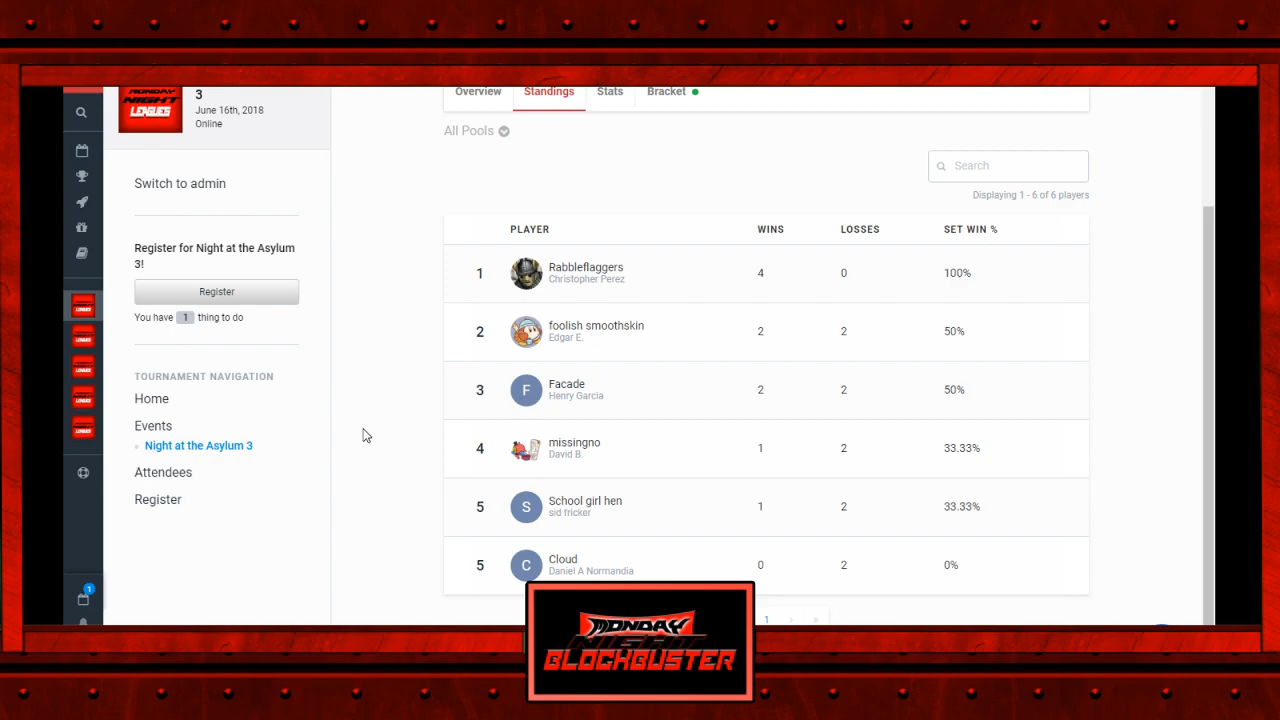 MONDAY
NIGHT
LEAGUES
3
June 16th, 2018
Online
Switch to admin
Register for Night at the Asylum
3!
Register
You have 1 thing to do
TOURNAMENT NAVIGATION
Home
Events
Night at the Asylum 3
Attendees
Register
1
Overview Standings Stats Bracket
All Pools
Search
Displaying 1 - 6 of 6 players
PLAYER WINS LOSSES SET WIN %
1 Rabbleflaggers 4 0 100%
Christopher Perez
2 foolish smoothskin 2 2 50%
Edgar E.
3 F Facade 2 2 50%
Henry Garcia
4 missingno 1 2 33.33%
David B.
5 S School girl hen 1 2 33.33%
sid fricker
5 C Cloud 0 2 0%
Daniel A Normandia
1 › »
MONDAY
NIGHT
BLOCKBUSTER